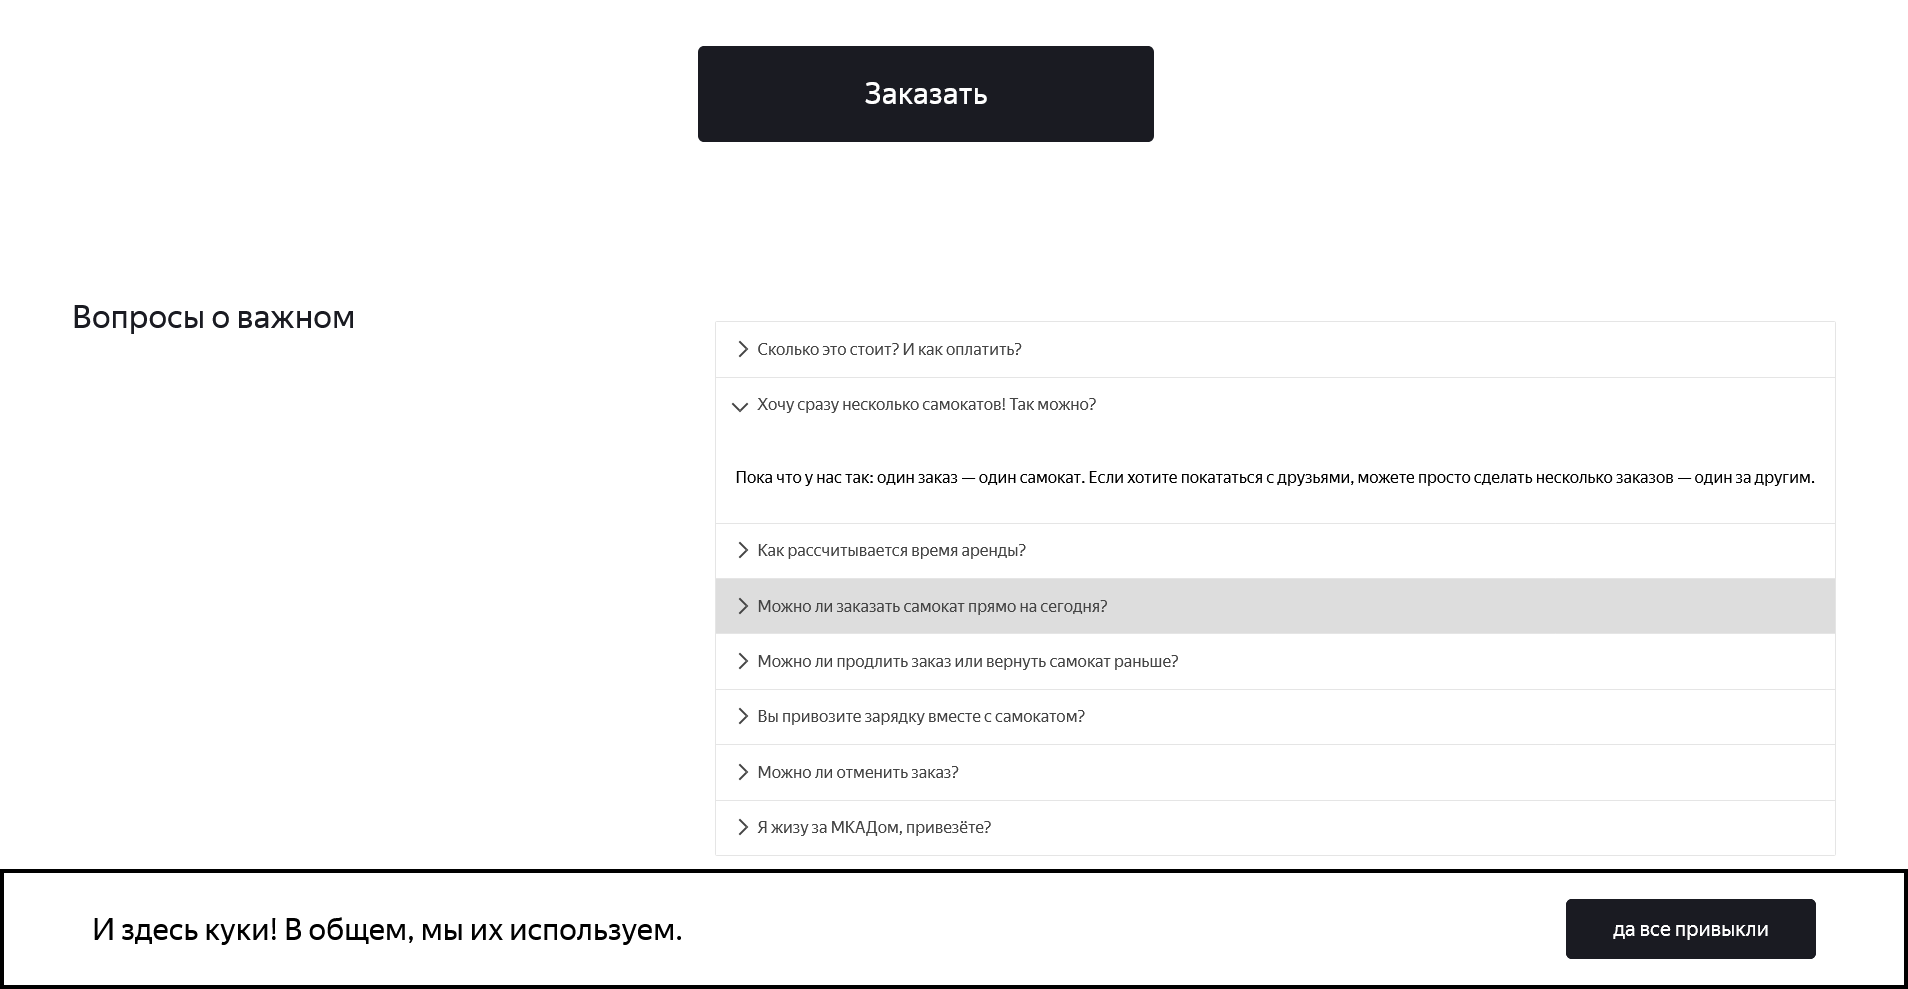 Заказать
Вопросы о важном
Сколько это стоит? И как оплатить?
Хочу сразу несколько самокатов! Так можно?
Пока что у нас так: один заказ — один самокат. Если хотите покататься с друзьями, можете просто сделать несколько заказов — один за другим.
Как рассчитывается время аренды?
Можно ли заказать самокат прямо на сегодня?
Можно ли продлить заказ или вернуть самокат раньше?
Вы привозите зарядку вместе с самокатом?
Можно ли отменить заказ?
Я жизу за МКАДом, привезёте?
И здесь куки! В общем, мы их используем.
да все привыкли